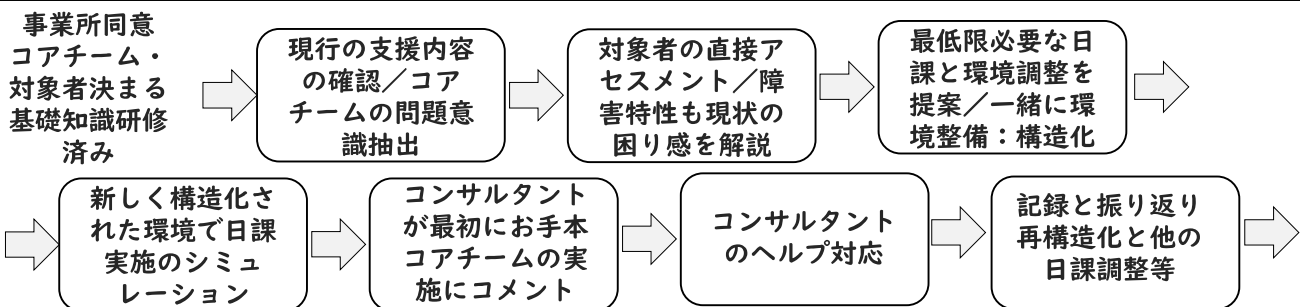 事業所同意
コアチーム・
対象者決まる
基礎知識研修
済み
現行の支援内容
の確認／コア
チームの問題意
識抽出
対象者の直接ア
セスメント／障
害特性も現状の
困り感を解説
最低限必要な日
課と環境調整を
提案／一緒に環
境整備：構造化
新しく構造化さ
れた環境で日課
実施のシミュ
レーション
コンサルタント
が最初にお手本
コアチームの実
施にコメント
コンサルタント
のヘルプ対応
記録と振り返り
再構造化と他の
日課調整等